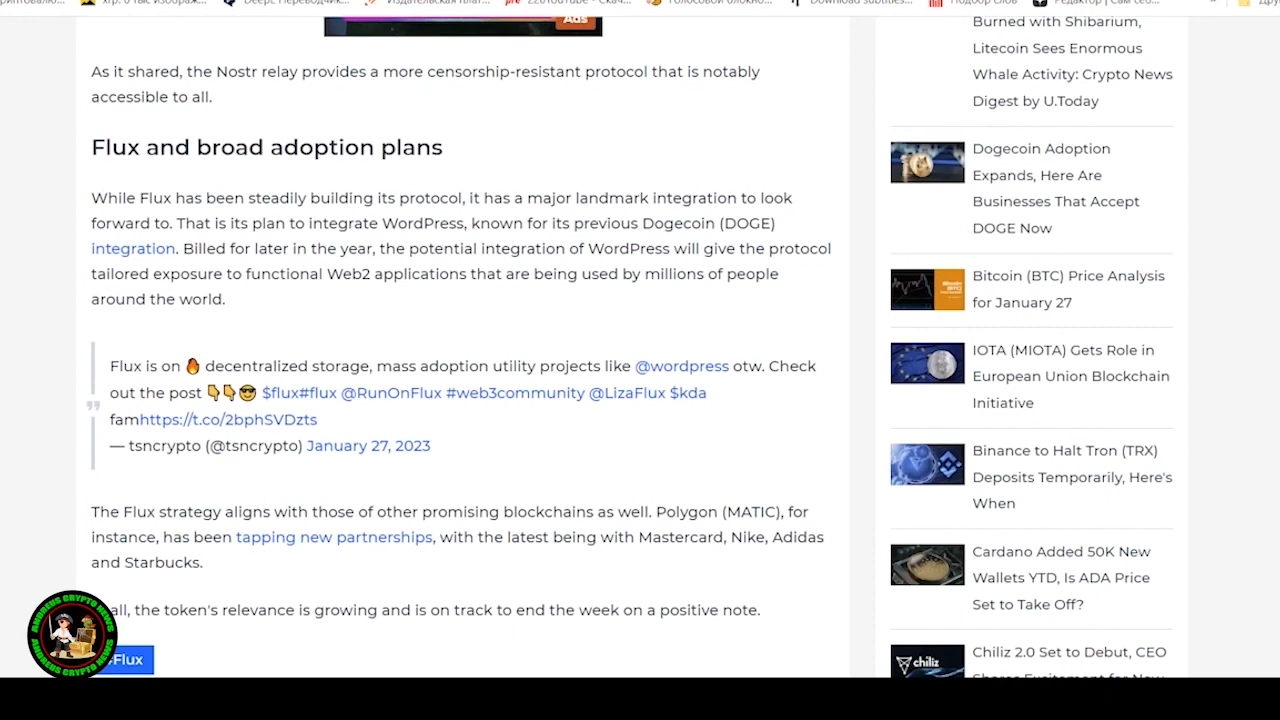 Ads
As it shared, the Nostr relay provides a more censorship-resistant protocol that is notably
accessible to all.
Flux and broad adoption plans
While Flux has been steadily building its protocol, it has a major landmark integration to look
forward to. That is its plan to integrate WordPress, known for its previous Dogecoin (DOGE)
integration. Billed for later in the year, the potential integration of WordPress will give the protocol
tailored exposure to functional Web2 applications that are being used by millions of people
around the world.
Flux is on 🔥 decentralized storage, mass adoption utility projects like @wordpress otw. Check
out the post 👇👇😎 $flux#flux @RunOnFlux #web3community @LizaFlux $kda
famhttps://t.co/2bphSVDzts
— tsncrypto (@tsncrypto) January 27, 2023
The Flux strategy aligns with those of other promising blockchains as well. Polygon (MATIC), for
instance, has been tapping new partnerships, with the latest being with Mastercard, Nike, Adidas
and Starbucks.
all, the token's relevance is growing and is on track to end the week on a positive note.
Flux
ANDREUS CRYPTO NEWS
ANDREUS CRYPTO NEWS
Burned with Shibarium,
Litecoin Sees Enormous
Whale Activity: Crypto News
Digest by U.Today
Dogecoin Adoption
Expands, Here Are
Businesses That Accept
DOGE Now
Bitcoin (BTC) Price Analysis
for January 27
IOTA (MIOTA) Gets Role in
European Union Blockchain
Initiative
Binance to Halt Tron (TRX)
Deposits Temporarily, Here's
When
Cardano Added 50K New
Wallets YTD, Is ADA Price
Set to Take Off?
chiliz
Chiliz 2.0 Set to Debut, CEO